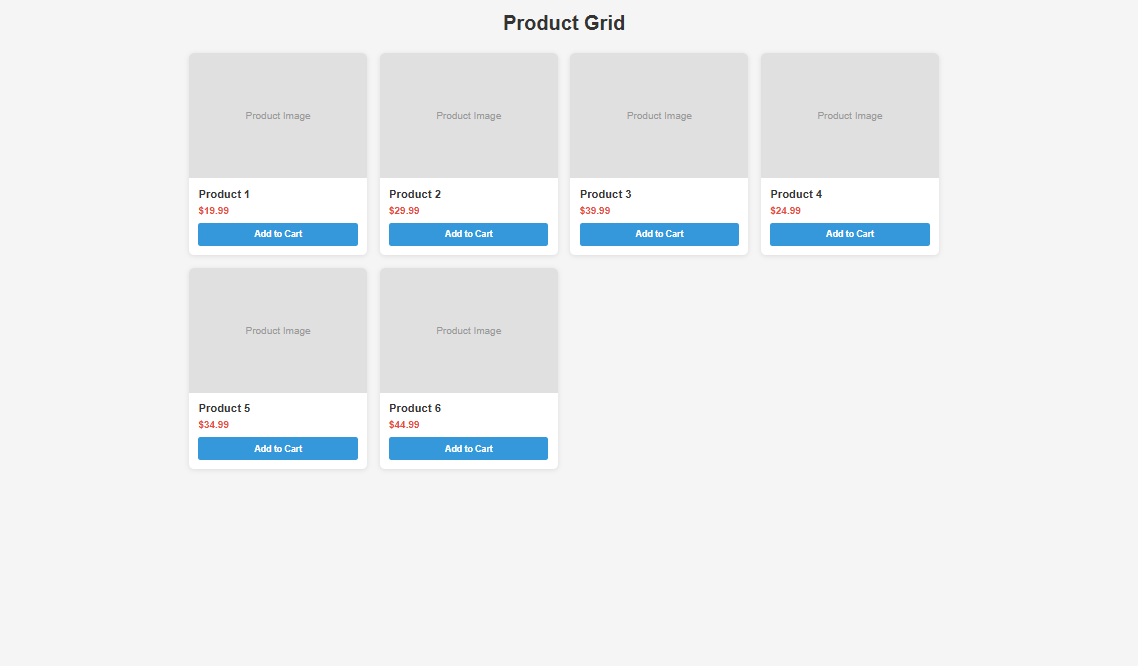 Product Grid
Product Image
Product Image
Product Image
Product Image
Product 1
Product 2
Product 3
Product 4
$19.99
$29.99
$39.99
$24.99
Add to Cart
Add to Cart
Add to Cart
Add to Cart
Product Image
Product Image
Product 5
Product 6
$34.99
$44.99
Add to Cart
Add to Cart